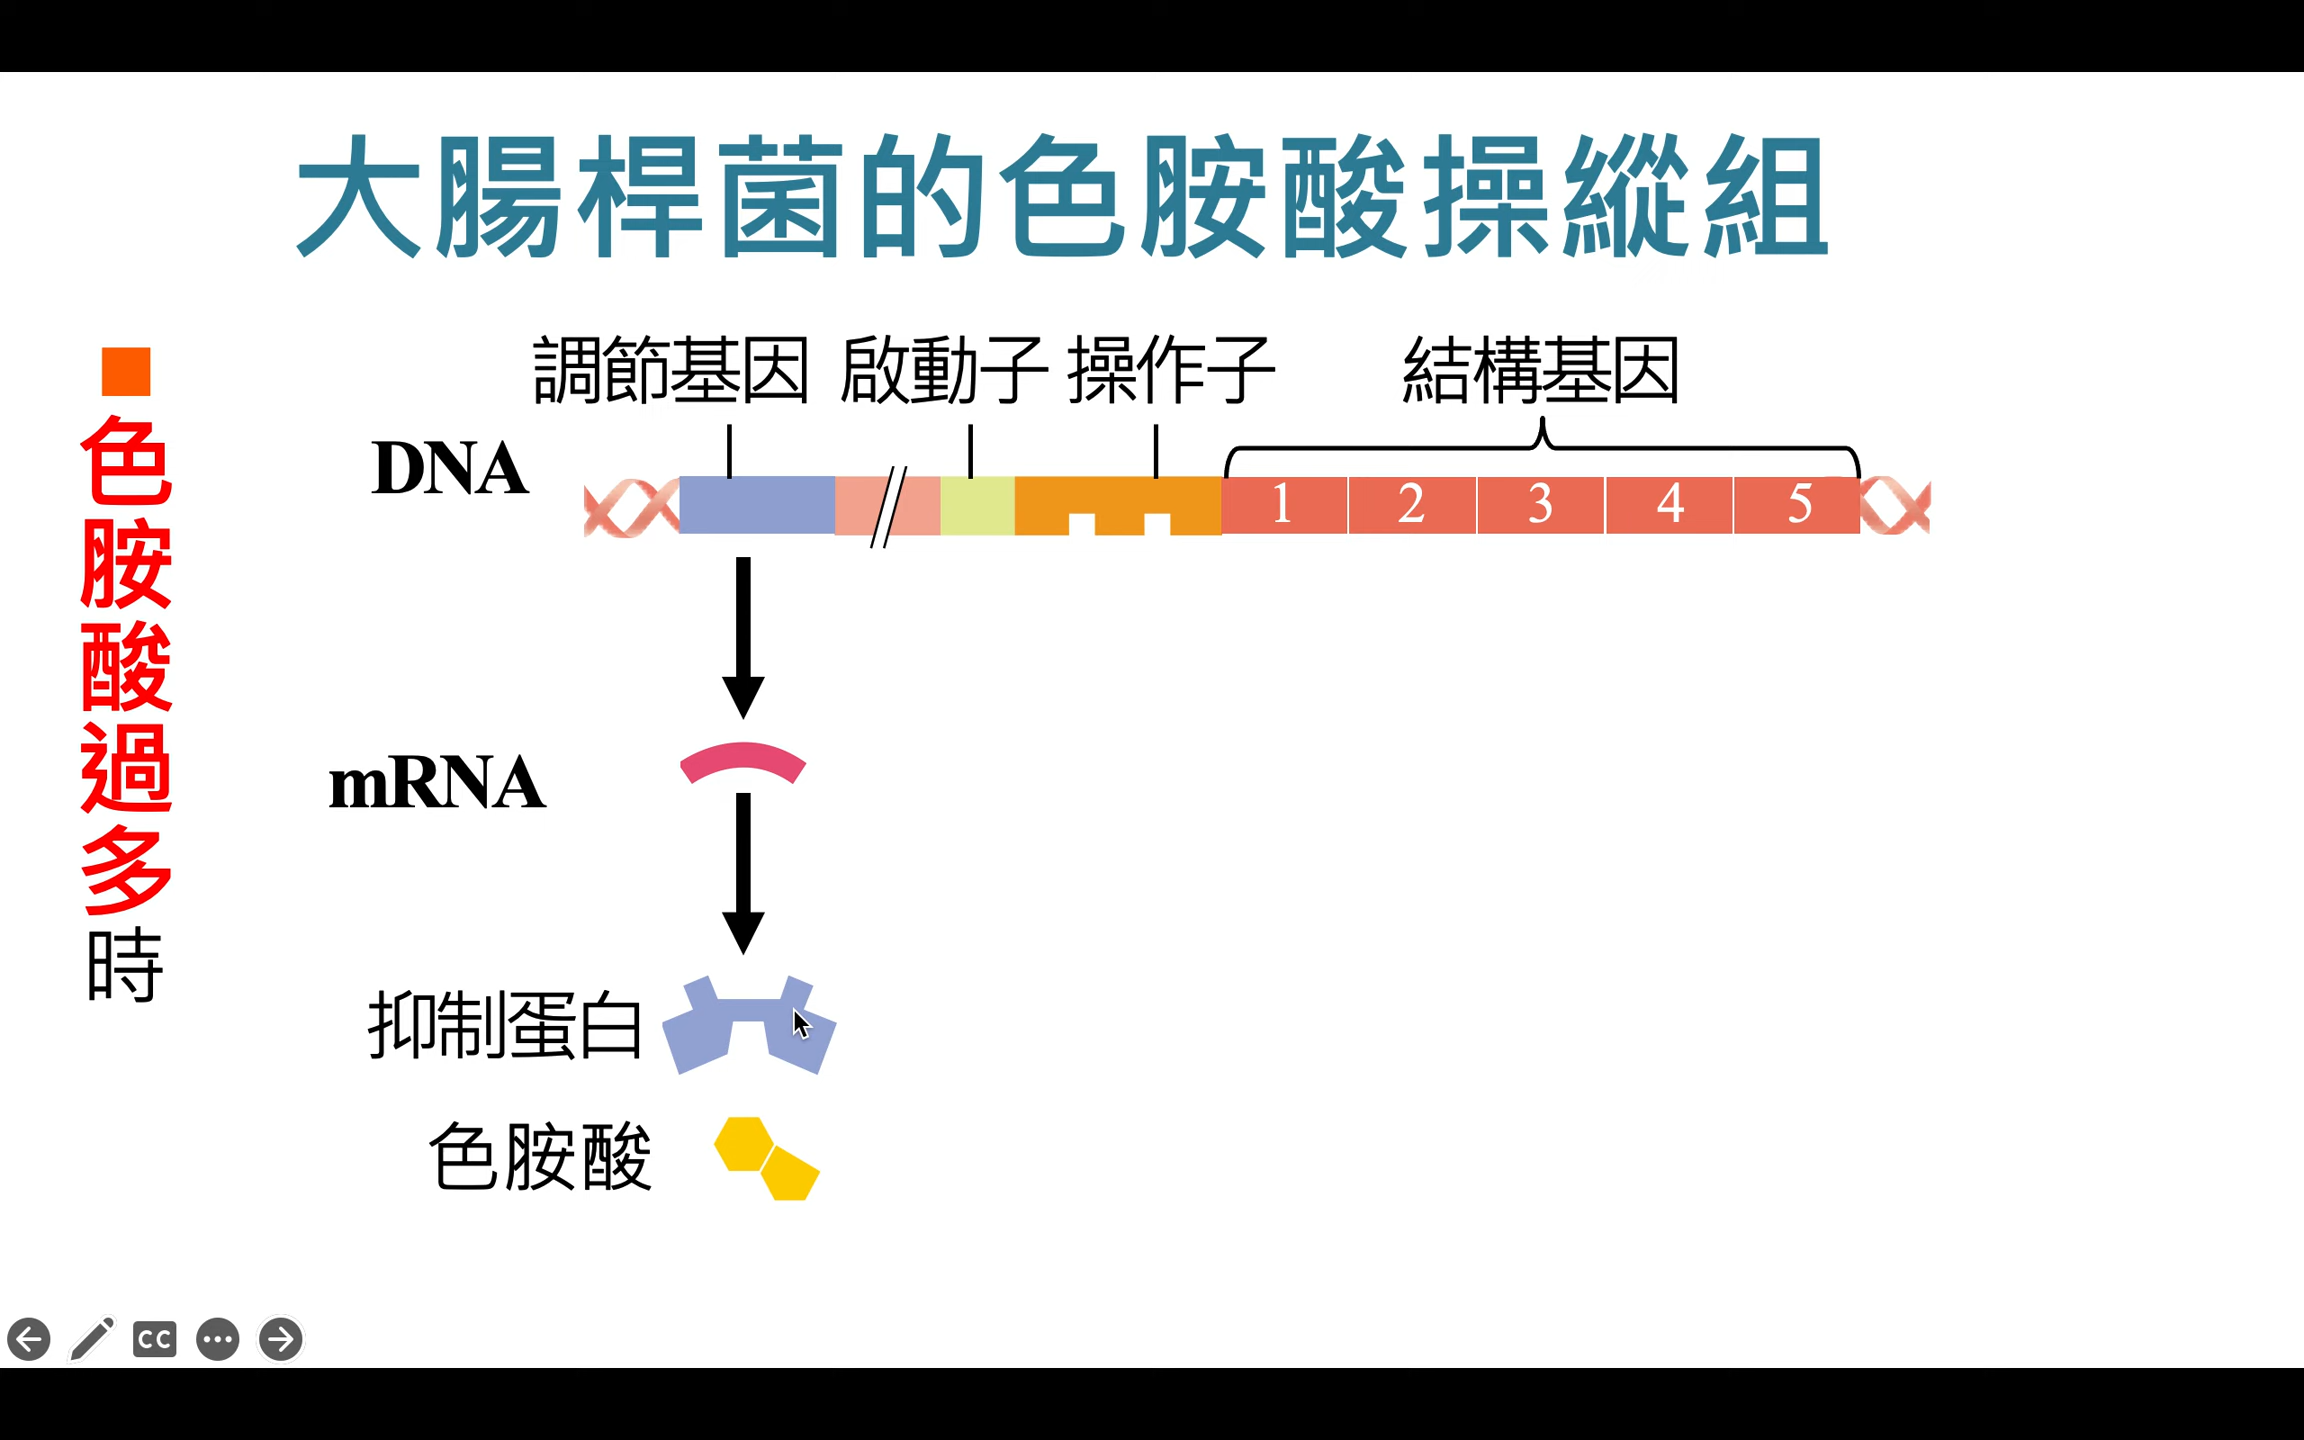 大腸桿菌的色胺酸操縱組
■色胺酸過多時
調節基因 啟動子 操作子 結構基因
DNA
1 2 3 4 5
mRNA
抑制蛋白
色胺酸
CC